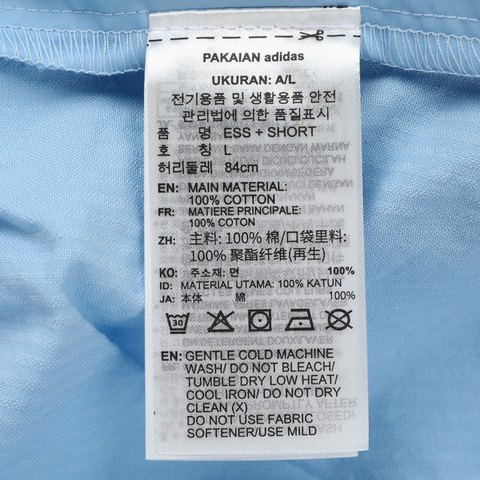 PAKAIAN adidas
UKURAN: A/L
전기용품 및 생활용품 안전
관리법에 의한 품질표시
품 명 ESS + SHORT
호 칭 L
허리둘레 84cm
EN: MAIN MATERIAL:
100% COTTON
FR: MATIERE PRINCIPALE:
100% COTON
ZH: 主料: 100% 棉/口袋里料:
100% 聚酯纤维(再生)
KO: 주소재: 면 100%
ID: MATERIAL UTAMA: 100% KATUN
JA: 本体 綿 100%
30
EN: GENTLE COLD MACHINE
WASH/ DO NOT BLEACH/
TUMBLE DRY LOW HEAT/
COOL IRON/ DO NOT DRY
CLEAN (X)
DO NOT USE FABRIC
SOFTENER/USE MILD